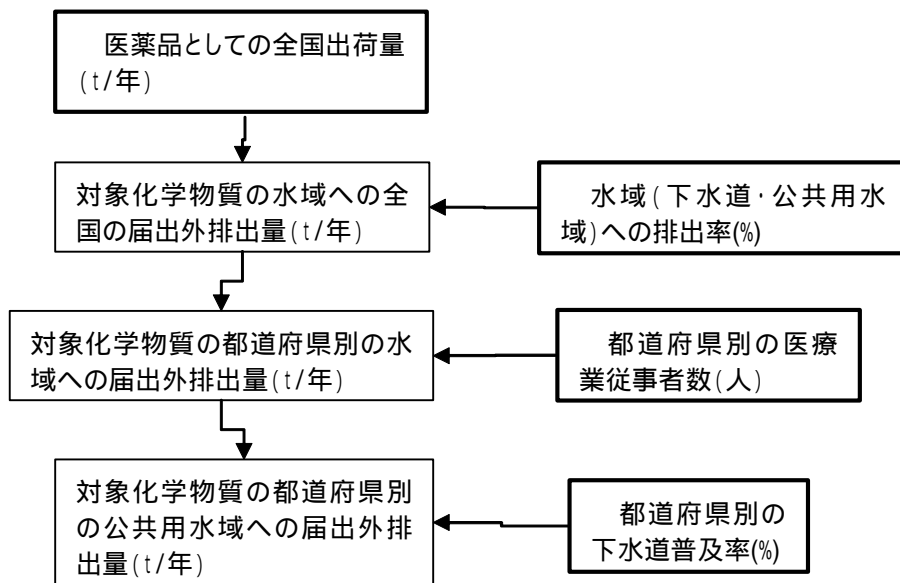 医薬品としての全国出荷量
(t/年)
対象化学物質の水域への全
国の届出外排出量(t/年)
水域(下水道・公共用水
域)への排出率(%)
対象化学物質の都道府県別の水
域への届出外排出量(t/年)
都道府県別の医療
業従事者数(人)
対象化学物質の都道府県別
の公共用水域への届出外排
出量(t/年)
都道府県別の
下水道普及率(%)